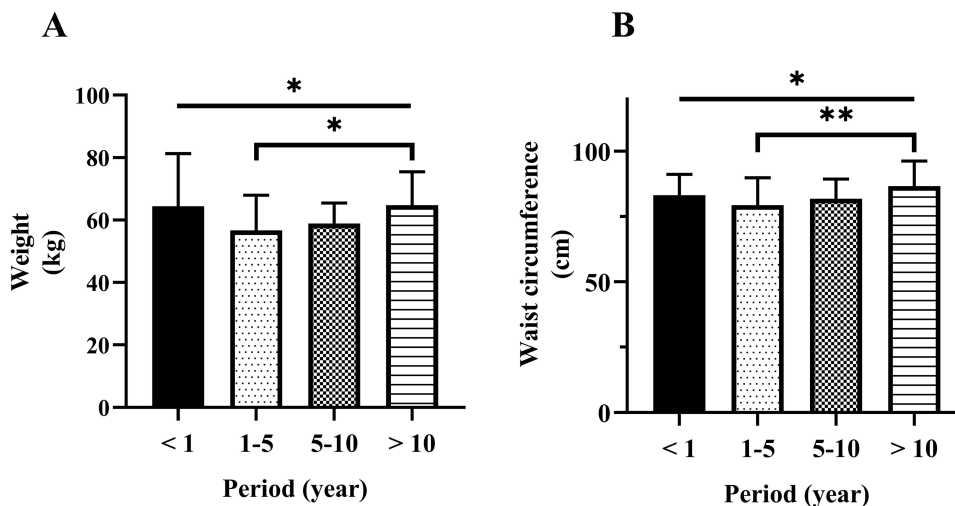 A
Weight
(kg)
100
80
60
40
20
0
*
*
< 1
1-5
5-10
> 10
Period (year)
B
Waist circumference
(cm)
100
50
0
*
**
< 1
1-5
5-10
> 10
Period (year)